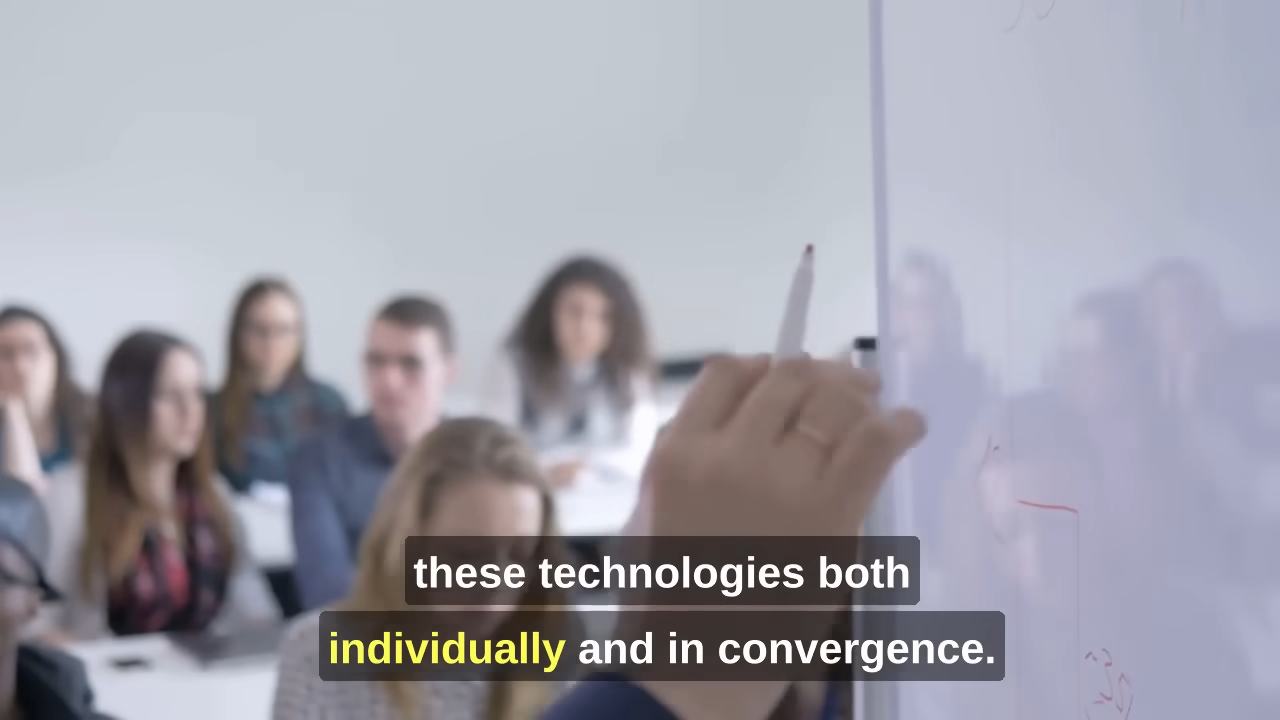 these technologies both
individually and in convergence.